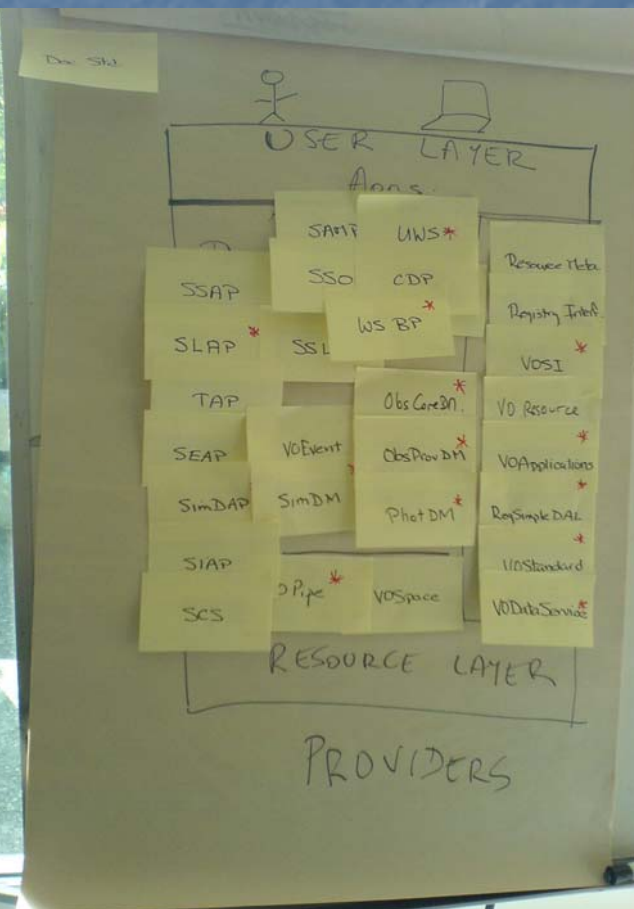 Doc Std.
USER LAYER
Apps.
SAMP
UWS*
SSO
CDP
WS BP*
Resource Meta
Registry Interf.
VOSI*
VO Resource
VOApplications*
RegSimpleDAL*
VOStandard*
VODataService*
SSAP
SLAP*
TAP
SEAP
SimDAP
SIAP
SCS
VOEvent
SimDM
ObsCoreDM.*
ObsProvDM*
PhotDM*
Pipe*
VOSpace
RESOURCE LAYER
PROVIDERS